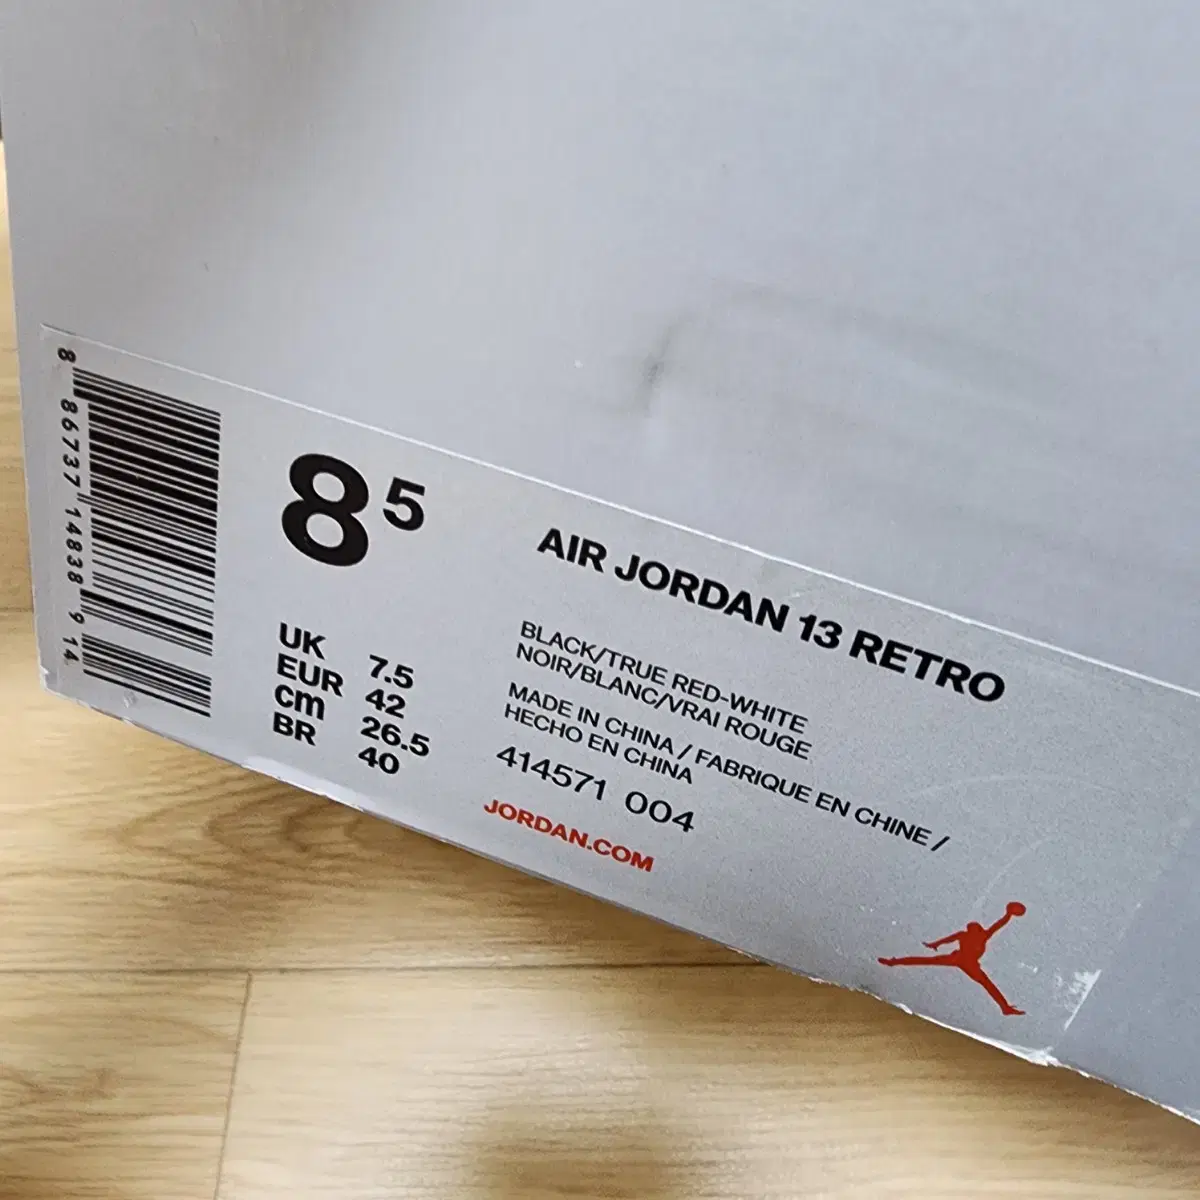 8 86737 14838 9 14
8 5
UK 7.5
EUR 42
cm 26.5
BR 40
AIR JORDAN 13 RETRO
BLACK/TRUE RED-WHITE
NOIR/BLANC/VRAI ROUGE
MADE IN CHINA / FABRIQUE EN CHINE /
HECHO EN CHINA
414571 004
JORDAN.COM